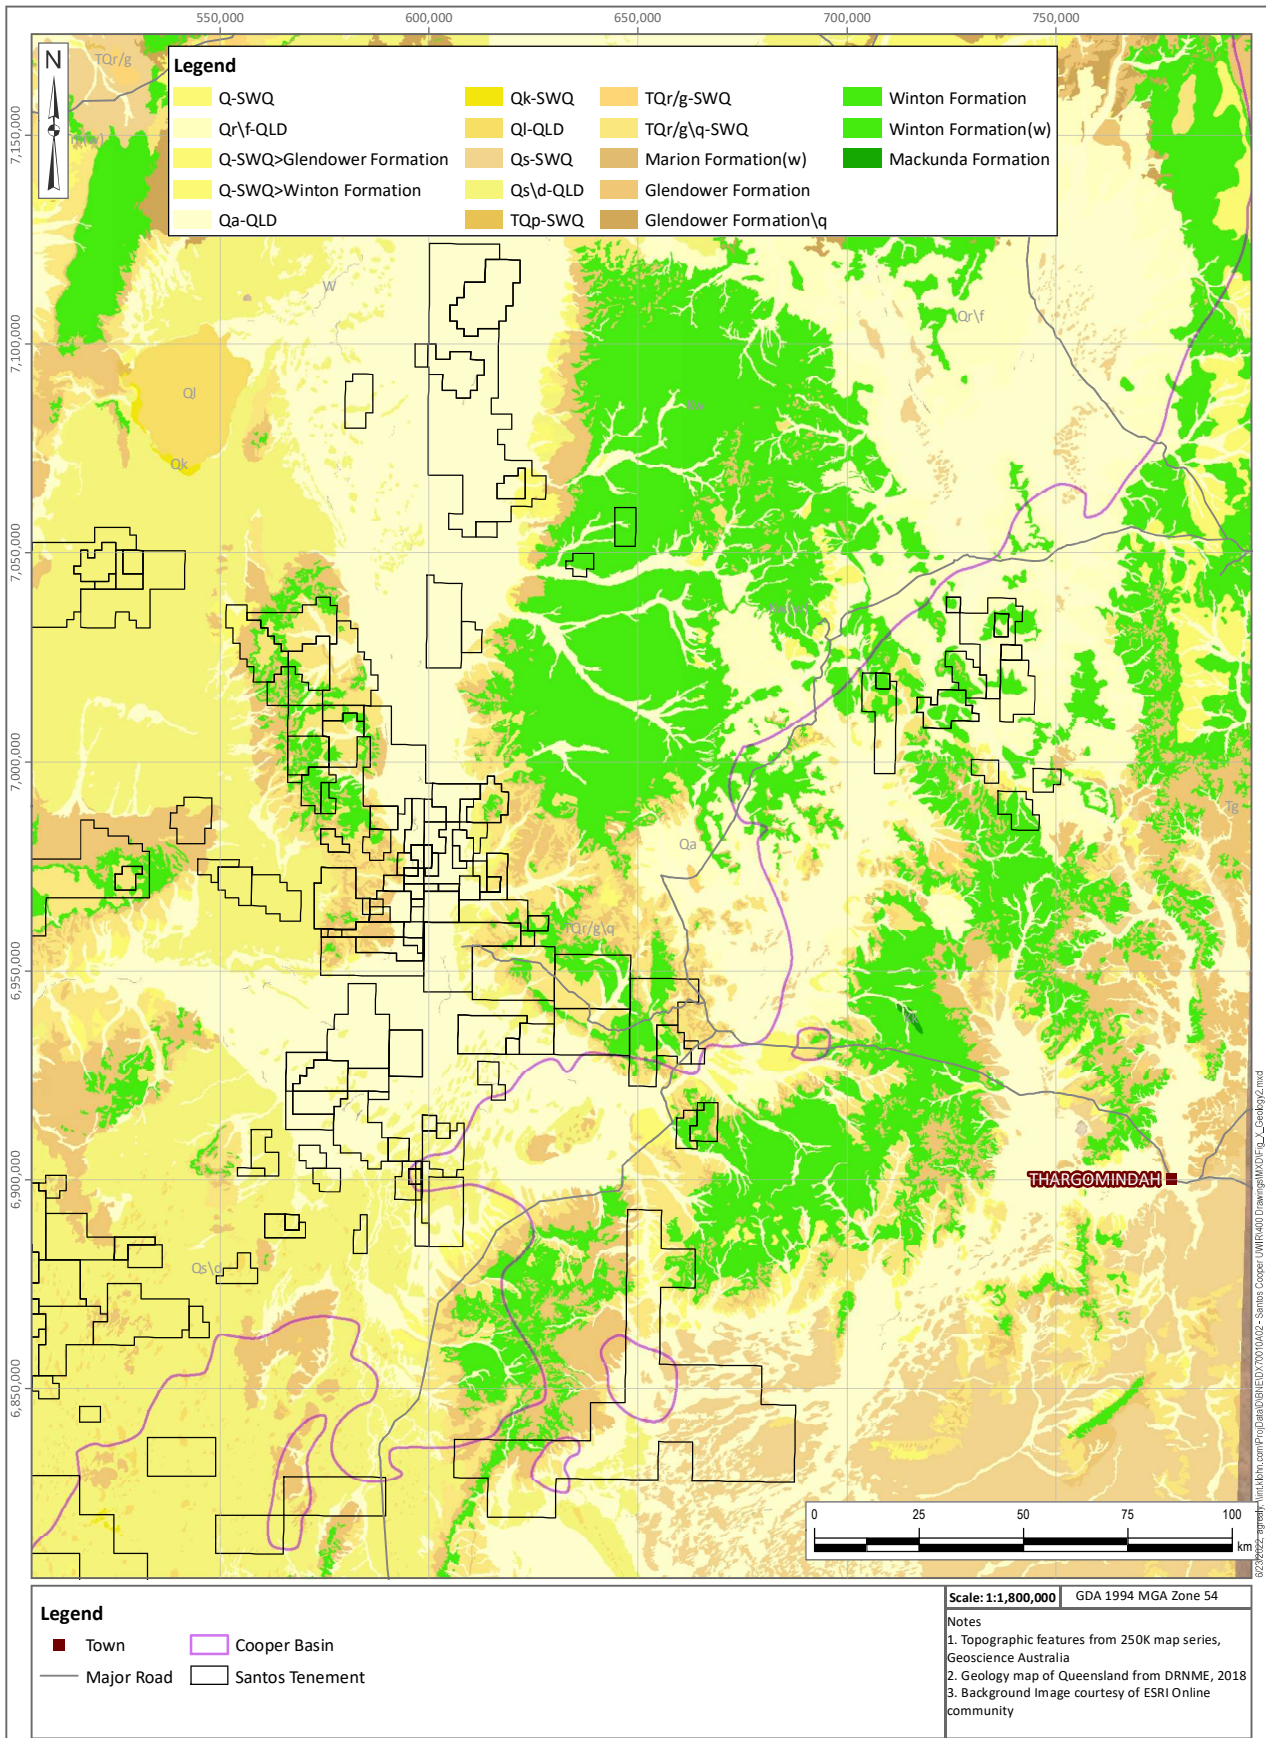 550,000
600,000
650,000
700,000
750,000
N
Legend
Q-SWQ
Qr\f-QLD
Q-SWQ>Glendower Formation
Q-SWQ>Winton Formation
Qa-QLD
Qk-SWQ
Ql-QLD
Qs-SWQ
Qs\d-QLD
TQp-SWQ
TQr/g-SWQ
TQr/g\q-SWQ
Marion Formation(w)
Glendower Formation
Glendower Formation\q
Winton Formation
Winton Formation(w)
Mackunda Formation
TQr/g
7,150,000
7,100,000
7,050,000
7,000,000
6,950,000
6,900,000
6,850,000
W
Qr\f
Ql
Qk
Qa
Tg
TQr/g\q
Qs\d
THARGOMINDAH
0
25
50
75
100
km
Legend
Town
Major Road
Cooper Basin
Santos Tenement
Scale: 1:1,800,000
GDA 1994 MGA Zone 54
Notes
1. Topographic features from 250K map series,
Geoscience Australia
2. Geology map of Queensland from DRNME, 2018
3. Background Image courtesy of ESRI Online
community